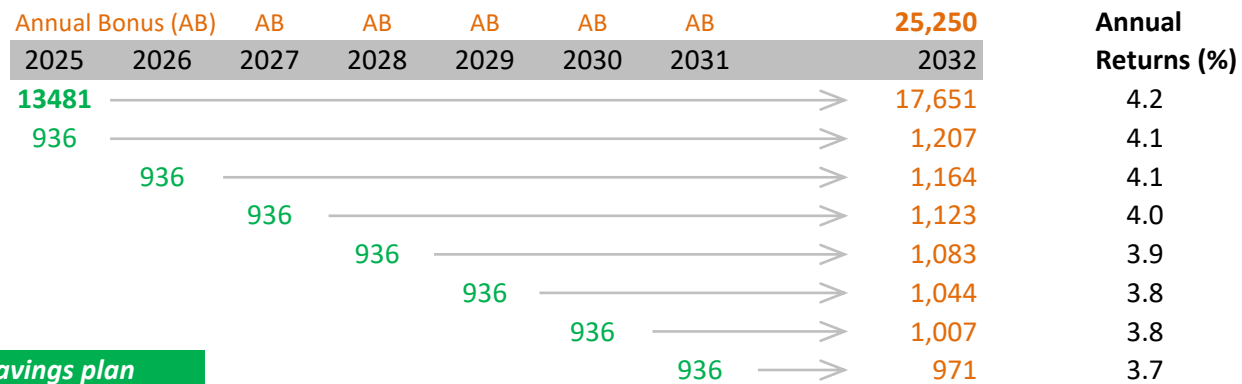 Annual Bonus (AB) AB AB AB AB AB 25,250 Annual
2025 2026 2027 2028 2029 2030 2031 2032 Returns (%)
13481 17,651 4.2
936 1,207 4.1
936 1,164 4.1
936 1,123 4.0
936 1,083 3.9
936 1,044 3.8
936 1,007 3.8
avings plan 936 971 3.7